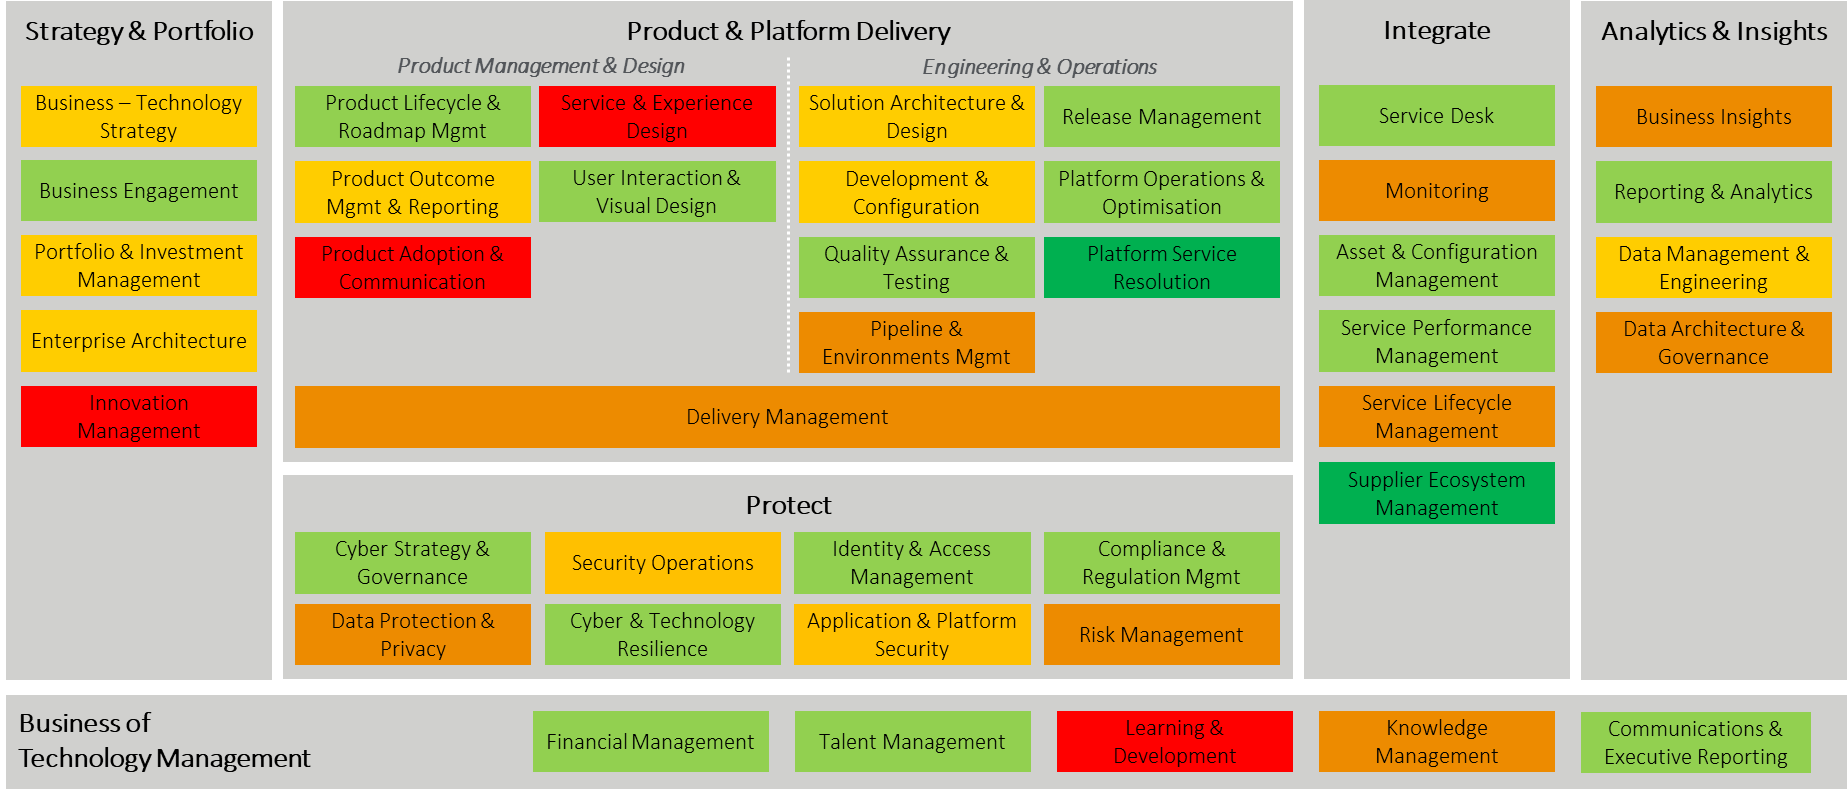 Strategy & Portfolio
Business – Technology
Strategy
Business Engagement
Portfolio & Investment
Management
Enterprise Architecture
Innovation
Management
Product & Platform Delivery
Product Management & Design
Product Lifecycle &
Roadmap Mgmt
Service & Experience
Design
Product Outcome
Mgmt & Reporting
User Interaction &
Visual Design
Product Adoption &
Communication
Engineering & Operations
Solution Architecture &
Design
Release Management
Development &
Configuration
Platform Operations &
Optimisation
Quality Assurance &
Testing
Platform Service
Resolution
Pipeline &
Environments Mgmt
Delivery Management
Protect
Cyber Strategy &
Governance
Security Operations
Identity & Access
Management
Compliance &
Regulation Mgmt
Data Protection &
Privacy
Cyber & Technology
Resilience
Application & Platform
Security
Risk Management
Integrate
Service Desk
Monitoring
Asset & Configuration
Management
Service Performance
Management
Service Lifecycle
Management
Supplier Ecosystem
Management
Analytics & Insights
Business Insights
Reporting & Analytics
Data Management &
Engineering
Data Architecture &
Governance
Business of
Technology Management
Financial Management
Talent Management
Learning &
Development
Knowledge
Management
Communications &
Executive Reporting